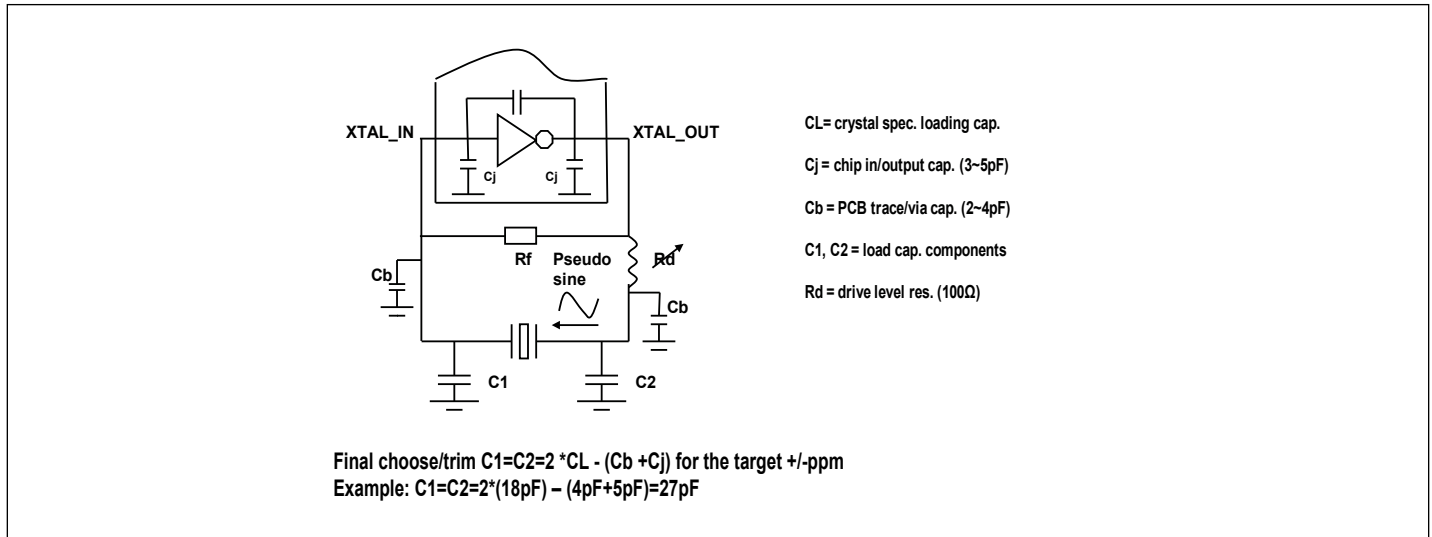 XTAL_IN
XTAL_OUT
Cj
Cj
Rf
Pseudo
sine
Rd
Cb
Cb
C1
C2
CL= crystal spec. loading cap.
Cj = chip in/output cap. (3~5pF)
Cb = PCB trace/via cap. (2~4pF)
C1, C2 = load cap. components
Rd = drive level res. (100Ω)
Final choose/trim C1=C2=2 *CL - (Cb +Cj) for the target +/-ppm
Example: C1=C2=2*(18pF) – (4pF+5pF)=27pF